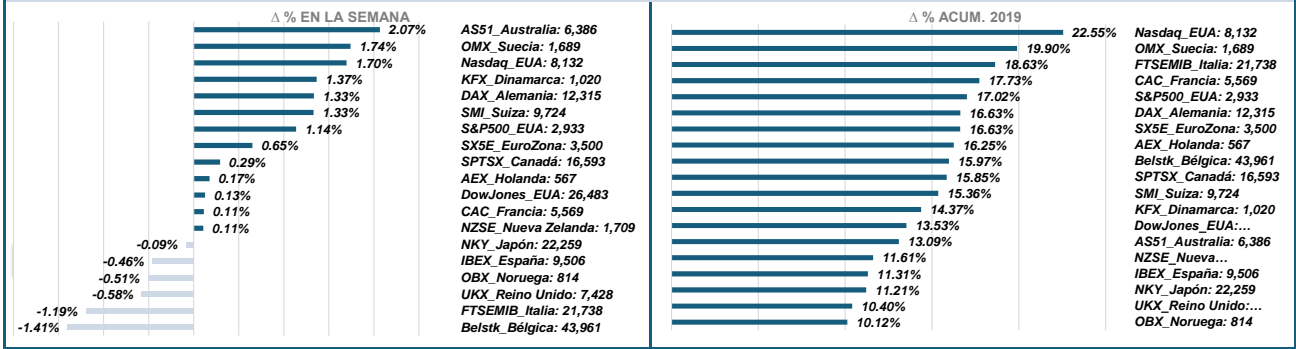 Δ % EN LA SEMANA
2.07% AS51_Australia: 6,386
1.74% OMX_Suecia: 1,689
1.70% Nasdaq_EUA: 8,132
1.37% KFX_Dinamarca: 1,020
1.33% DAX_Alemania: 12,315
1.33% SMI_Suiza: 9,724
1.14% S&P500_EUA: 2,933
0.65% SX5E_EuroZona: 3,500
0.29% SPTSX_Canadá: 16,593
0.17% AEX_Holanda: 567
0.13% DowJones_EUA: 26,483
0.11% CAC_Francia: 5,569
0.11% NZSE_Nueva Zelanda: 1,709
-0.09% NKY_Japón: 22,259
-0.46% IBEX_España: 9,506
-0.51% OBX_Noruega: 814
-0.58% UKX_Reino Unido: 7,428
-1.19% FTSEMIB_Italia: 21,738
-1.41% Belstk_Bélgica: 43,961
Δ % ACUM. 2019
22.55% Nasdaq_EUA: 8,132
19.90% OMX_Suecia: 1,689
18.63% FTSEMIB_Italia: 21,738
17.73% CAC_Francia: 5,569
17.02% S&P500_EUA: 2,933
16.63% DAX_Alemania: 12,315
16.63% SX5E_EuroZona: 3,500
16.25% AEX_Holanda: 567
15.97% Belstk_Bélgica: 43,961
15.85% SPTSX_Canadá: 16,593
15.36% SMI_Suiza: 9,724
14.37% KFX_Dinamarca: 1,020
13.53% DowJones_EUA:...
13.09% AS51_Australia: 6,386
11.61% NZSE_Nueva...
11.31% IBEX_España: 9,506
11.21% NKY_Japón: 22,259
10.40% UKX_Reino Unido:...
10.12% OBX_Noruega: 814